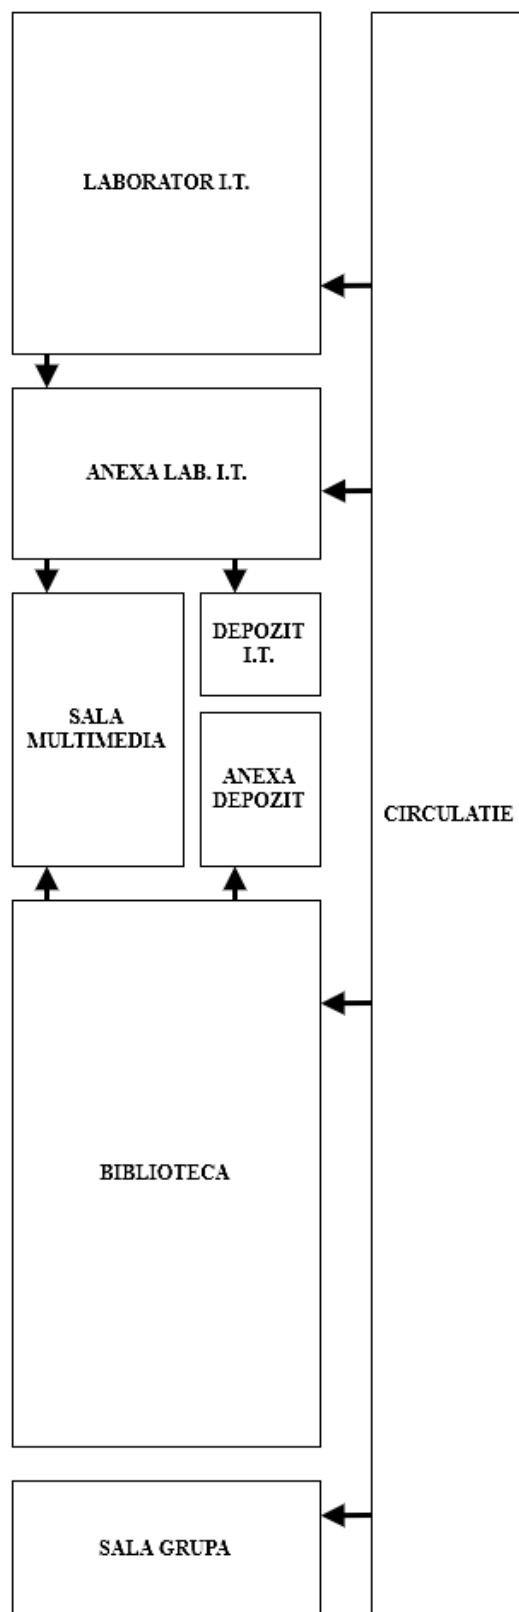 LABORATOR I.T.
ANEXA LAB. I.T.
DEPOZIT
I.T.
SALA
MULTIMEDIA
ANEXA
DEPOZIT
CIRCULATIE
BIBLIOTECA
SALA GRUPA